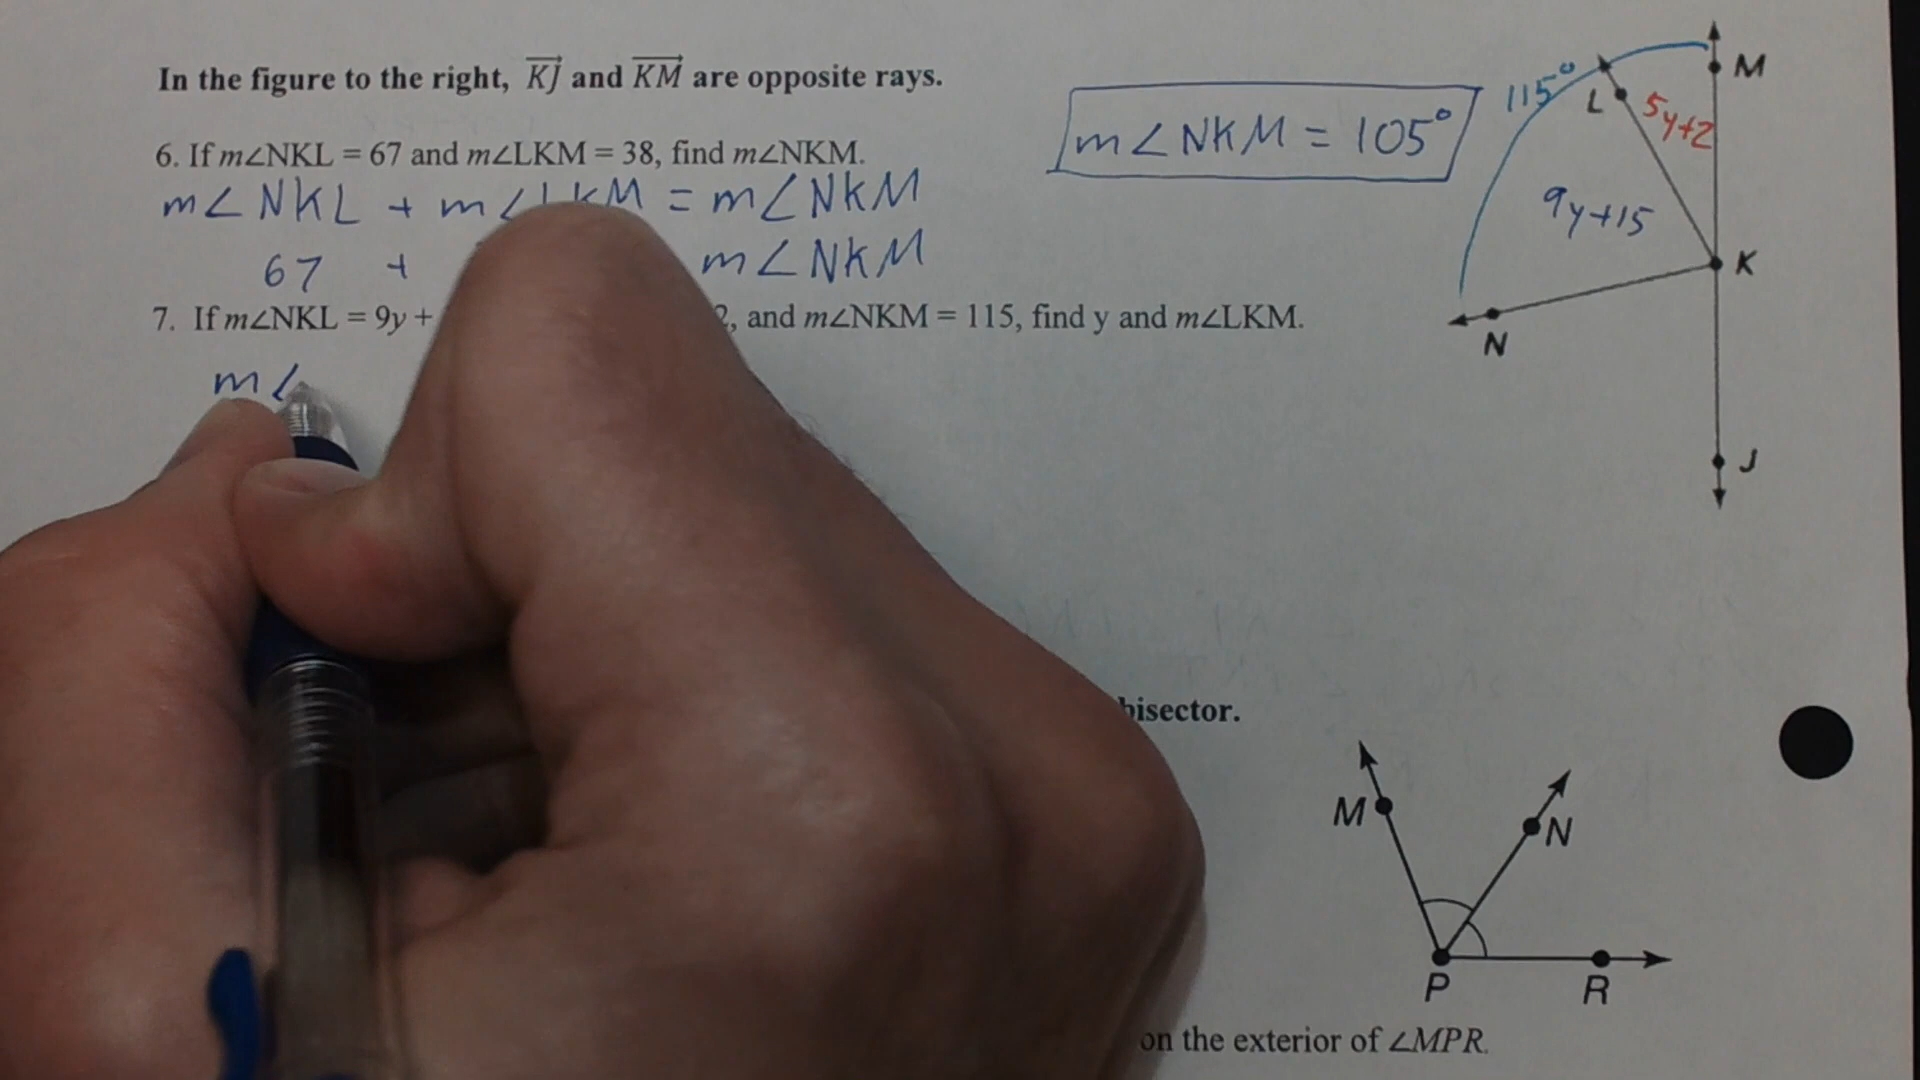 In the figure to the right, KJ and KM are opposite rays.
6. If m∠NKL = 67 and m∠LKM = 38, find m∠NKM.
m∠NKL + m∠LKM = m∠NKM
67 + m∠NKM
m∠NKM = 105°
7. If m∠NKL = 9y + 2, and m∠NKM = 115, find y and m∠LKM.
m∠
115°
L
5y+2
M
9y+15
K
N
J
bisector.
M
N
P
R
on the exterior of ∠MPR.